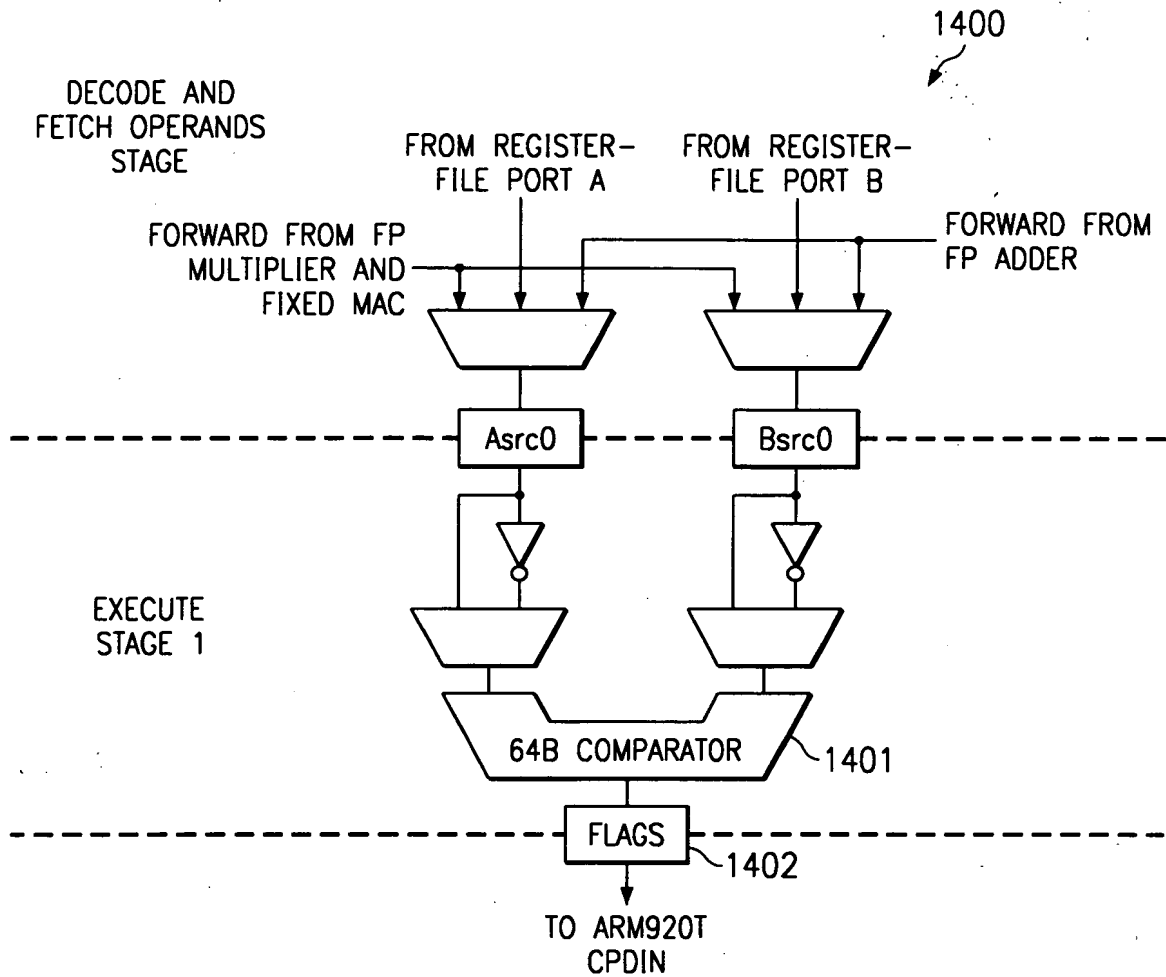 1400
DECODE AND
FETCH OPERANDS
STAGE
FROM REGISTER-
FILE PORT A
FROM REGISTER-
FILE PORT B
FORWARD FROM FP
MULTIPLIER AND
FIXED MAC
FORWARD FROM
FP ADDER
Asrc0
Bsrc0
EXECUTE
STAGE 1
64B COMPARATOR
1401
FLAGS
1402
TO ARM920T
CPDIN